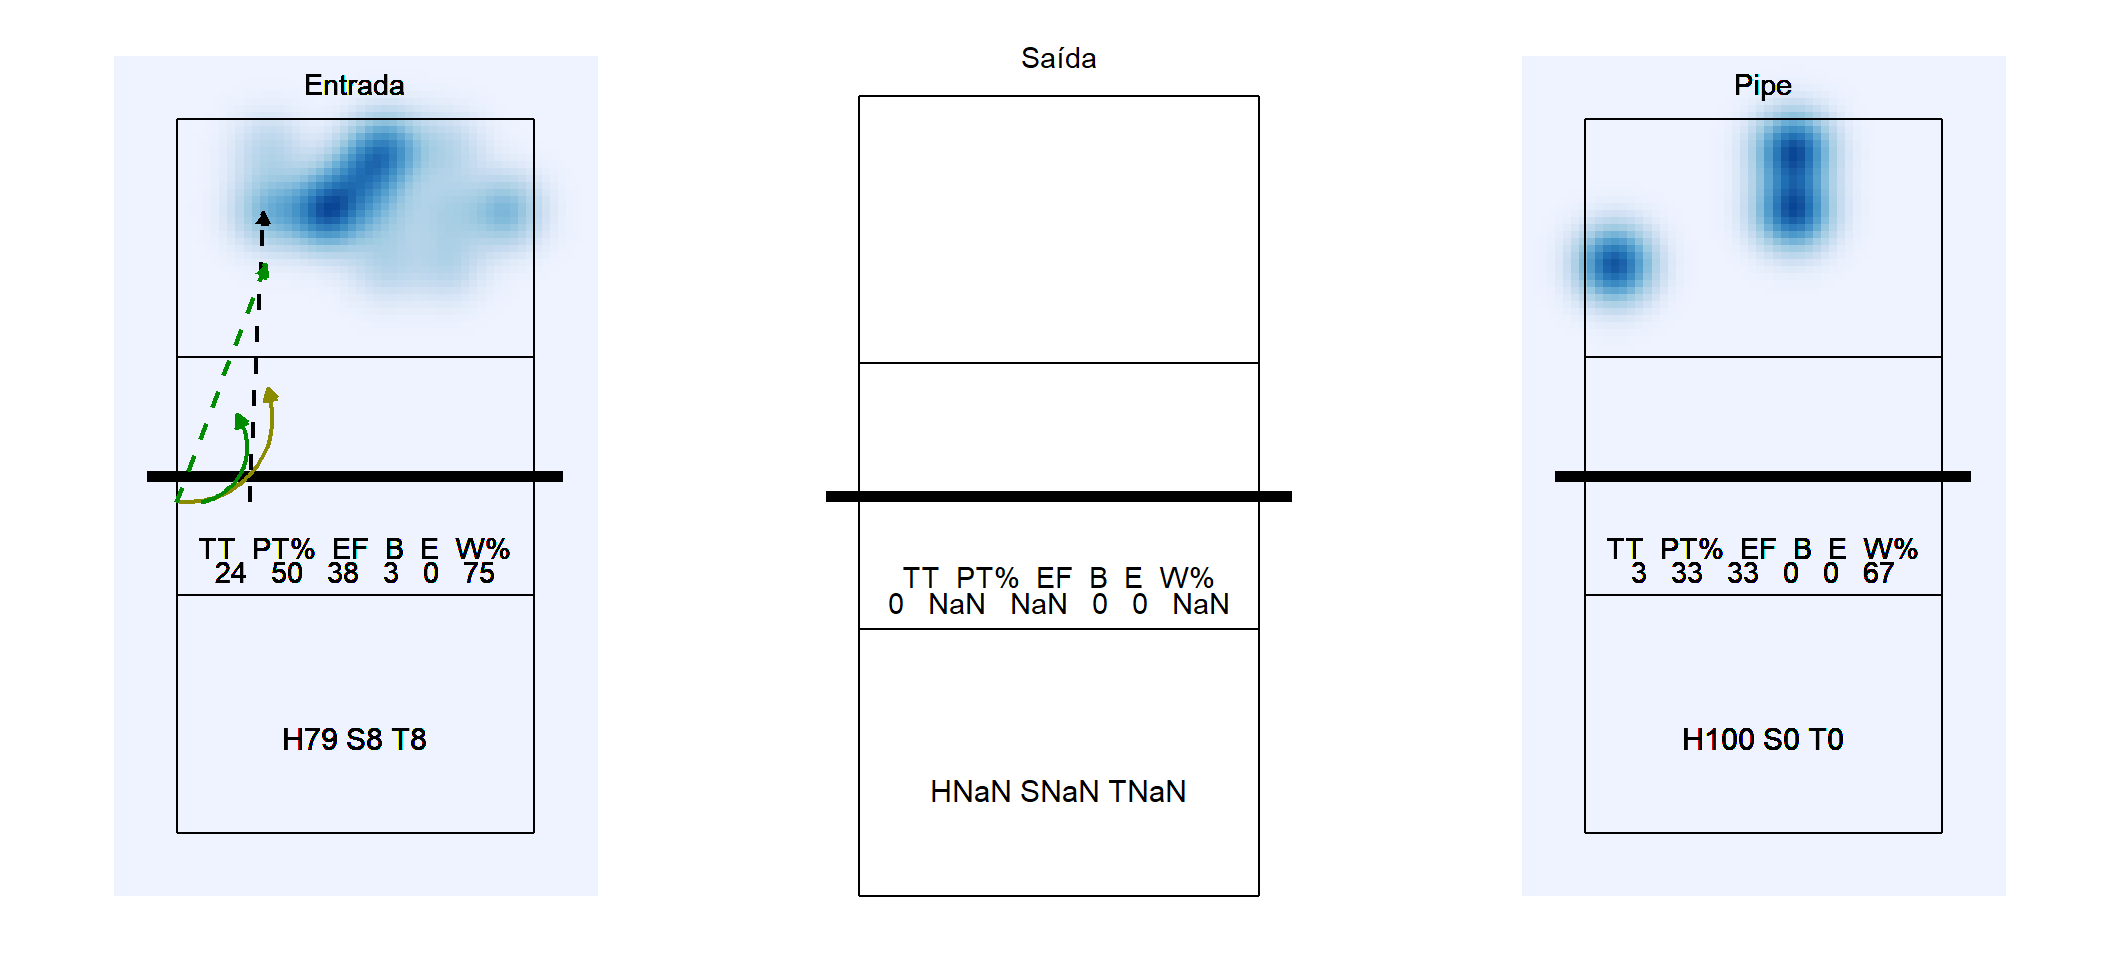 Entrada
TT PT% EF B E W%
24 50 38 3 0 75
H79 S8 T8
Saída
TT PT% EF B E W%
0 NaN NaN 0 0 NaN
HNaN SNaN TNaN
Pipe
TT PT% EF B E W%
3 33 33 0 0 67
H100 S0 T0